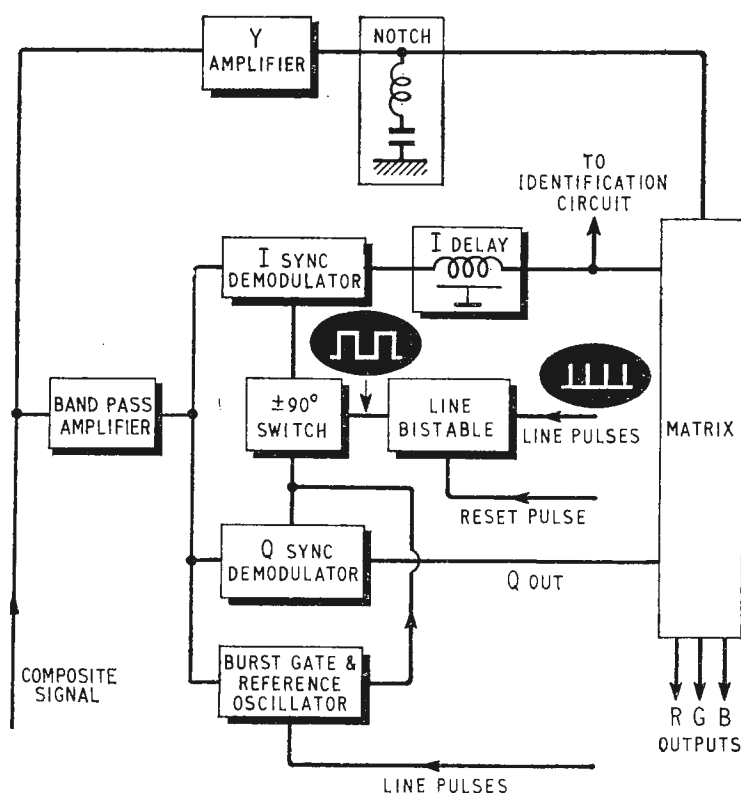 Y
AMPLIFIER
NOTCH
TO
IDENTIFICATION
CIRCUIT
I SYNC
DEMODULATOR
I DELAY
BAND PASS
AMPLIFIER
±90°
SWITCH
LINE
BISTABLE
LINE PULSES
MATRIX
RESET PULSE
Q SYNC
DEMODULATOR
Q OUT
COMPOSITE
SIGNAL
BURST GATE &
REFERENCE
OSCILLATOR
R G B
OUTPUTS
LINE PULSES